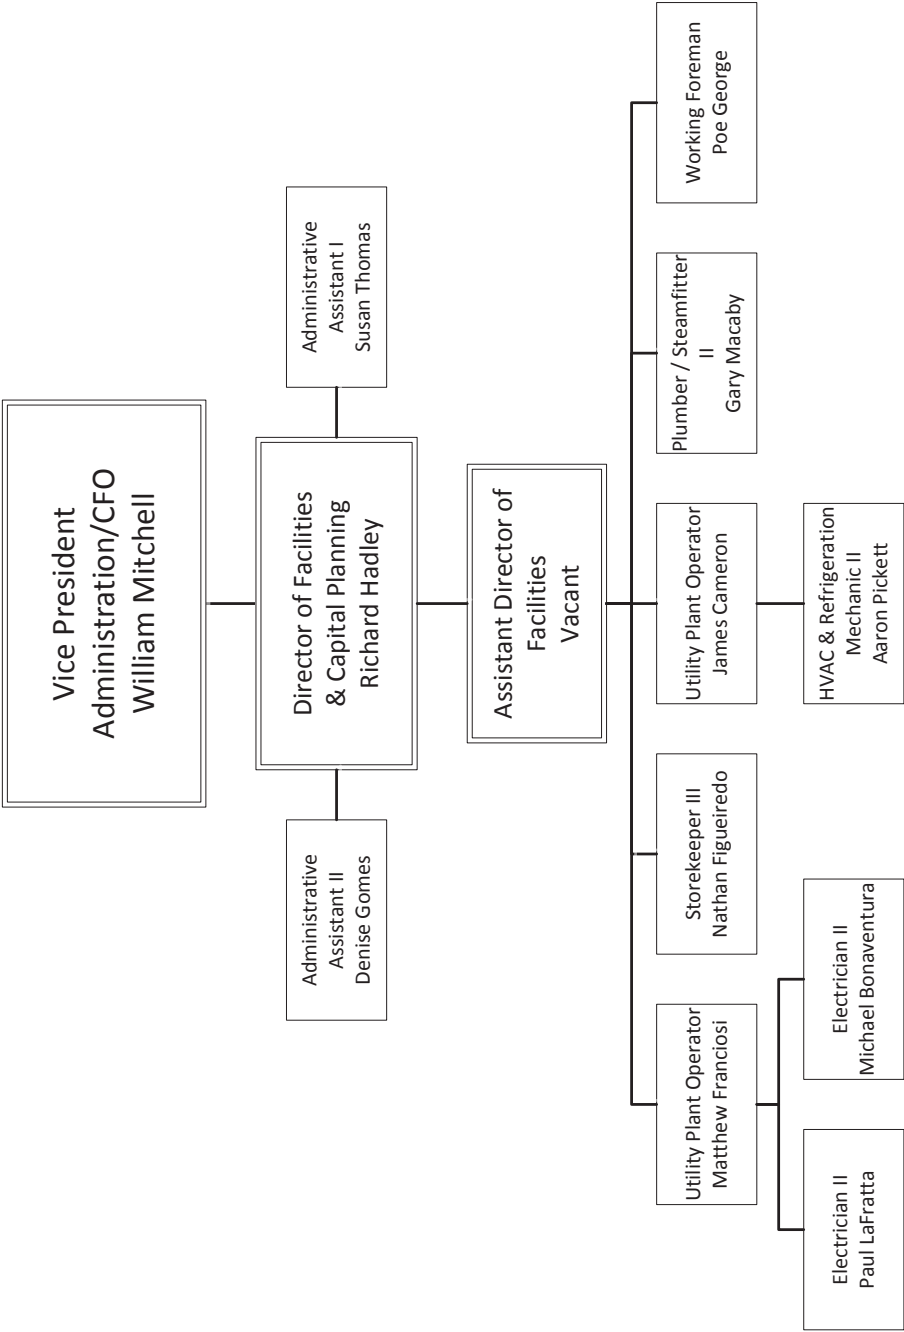 Vice President
Administration/CFO
William Mitchell
Administrative
Assistant II
Denise Gomes
Director of Facilities
& Capital Planning
Richard Hadley
Administrative
Assistant I
Susan Thomas
Assistant Director of
Facilities
Vacant
Utility Plant Operator
Matthew Franciosi
Storekeeper III
Nathan Figueiredo
Utility Plant Operator
James Cameron
Plumber / Steamfitter
II
Gary Macaby
Working Foreman
Poe George
Electrician II
Paul LaFratta
Electrician II
Michael Bonaventura
HVAC & Refrigeration
Mechanic II
Aaron Pickett